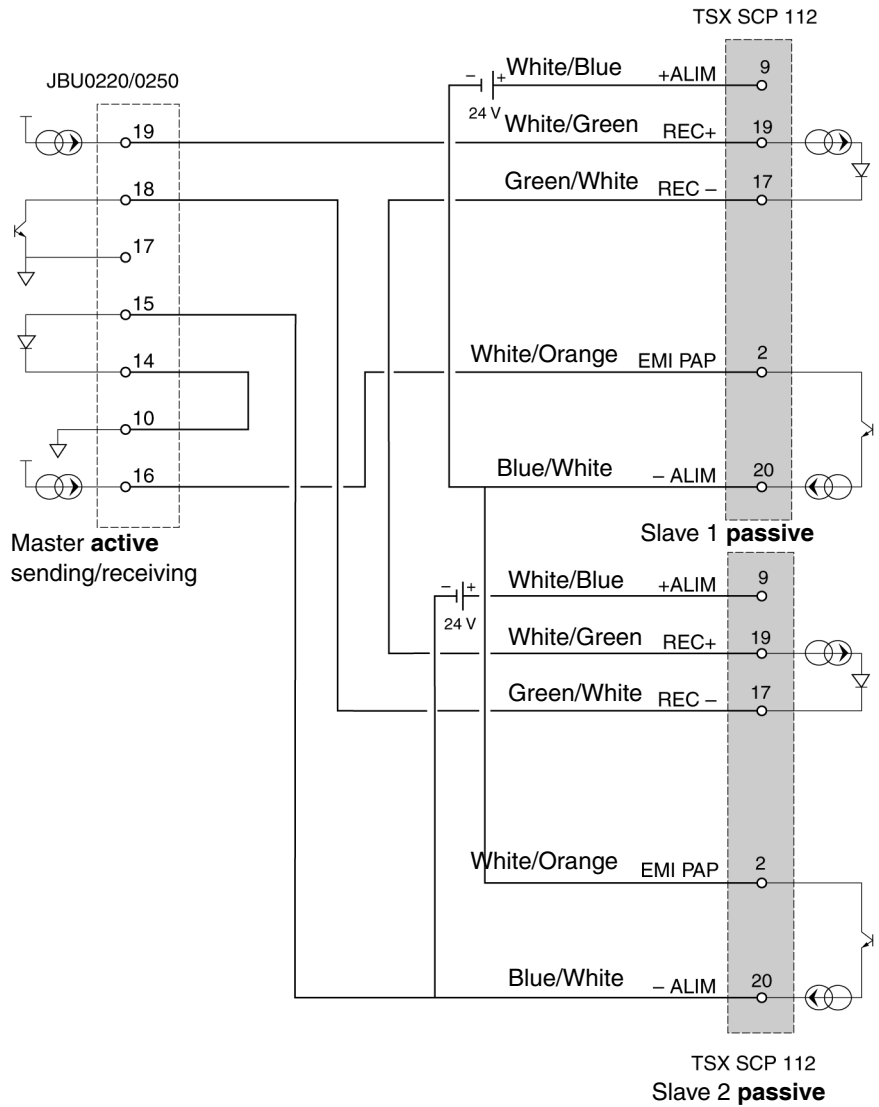 TSX SCP 112
JBU0220/0250
White/Blue +ALIM 9
– + 24 V
19 White/Green REC+ 19
18 Green/White REC – 17
17
15
14 White/Orange EMI PAP 2
10
16 Blue/White – ALIM 20
Master active
sending/receiving
Slave 1 passive
White/Blue +ALIM 9
– + 24 V
White/Green REC+ 19
Green/White REC – 17
White/Orange EMI PAP 2
Blue/White – ALIM 20
TSX SCP 112
Slave 2 passive